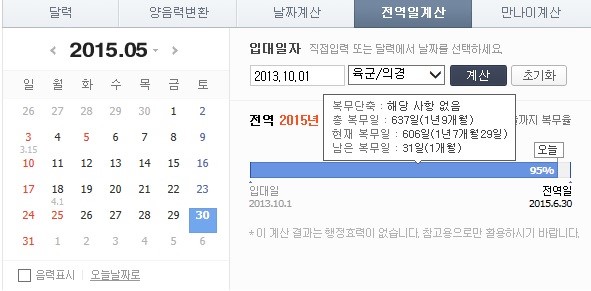 달력 양음력변환 날짜계산 전역일계산 만나이계산
2015.05
일 월 화 수 목 금 토
26 27 28 29 30 1 2
3 4 5 6 7 8 9
3.15
10 11 12 13 14 15 16
17 18 19 20 21 22 23
4.1
24 25 26 27 28 29 30
31 1 2 3 4 5 6
음력표시 오늘날짜로
입대일자 직접입력 또는 달력에서 날짜를 선택하세요.
2013.10.01 육군/의경 계산 초기화
복무단축 : 해당 사항 없음
총 복무일 : 637일(1년9개월)
현재 복무일 : 606일(1년7개월29일)
남은 복무일 : 31일(1개월)
전역 2015년 까지 복무율
오늘
95%
입대일 전역일
2013.10.1 2015.6.30
* 이 계산 결과는 행정효력이 없습니다. 참고용으로만 활용하시기 바랍니다.